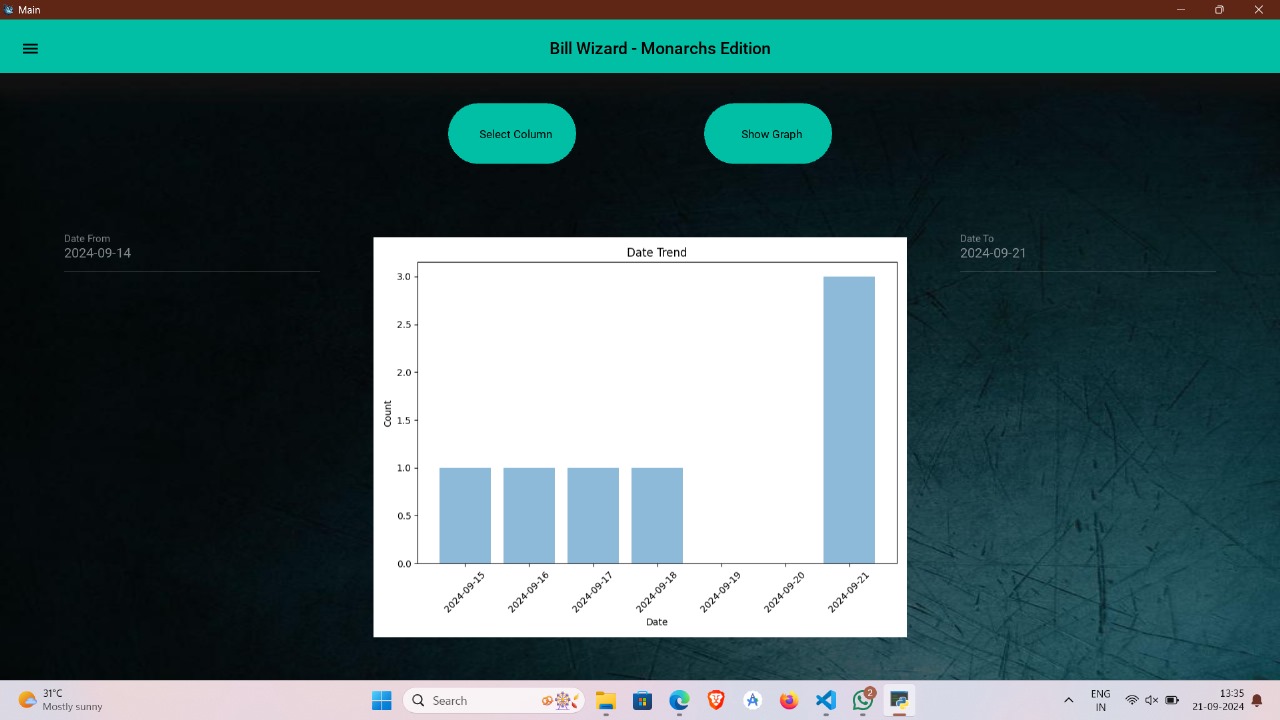 Main
Bill Wizard - Monarchs Edition
Select Column
Show Graph
Date From
2024-09-14
Date To
2024-09-21
Date Trend
3.0
2.5
2.0
1.5
1.0
0.5
0.0
Count
2024-09-15
2024-09-16
2024-09-17
2024-09-18
2024-09-19
2024-09-20
2024-09-21
Date
31°C
Mostly sunny
Search
2
ENG
IN
13:35
21-09-2024